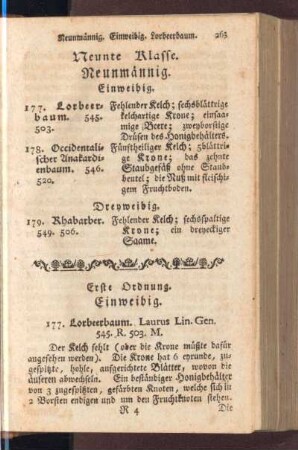 Neunmännig. Einweibig. Lorbeerbaum. 263
Neunte Klasse.
Neunmännig.
Einweibig.
177. Lorbeer- Fehlender Kelch; sechsblättrige
baum. 545. kelchartige Krone; einsaa-
503. mige Beere; zweyborstige
Drüsen des Honigbehälters.
178. Occidentali- Fünftheiliger Kelch; 5blättri-
scher Anakardi- ge Krone; das zehnte
enbaum. 546. Staubgefäß ohne Staub-
520. beutel; die Nuß mit fleischi-
gem Fruchtboden.
Dreyweibig.
179. Rhabarber. Fehlender Kelch; sechsspaltige
549. 506. Krone; ein dreyeckiger
Saame.
Erste Ordnung.
Einweibig.
177. Lorbeerbaum. Laurus Lin. Gen.
545. R. 503. M.
Der Kelch fehlt (oder die Krone müßte dafür
angesehen werden). Die Krone hat 6 eyrunde, zu-
gespitzte, hohle, aufgerichtete Blätter, wovon die
äuseren abwechseln. Ein beständiger Honigbehälter
von 3 zugespitzten, gefärbten Knoten, welche sich in
2 Borsten endigen und um den Fruchtknoten stehen.
R 4 Die